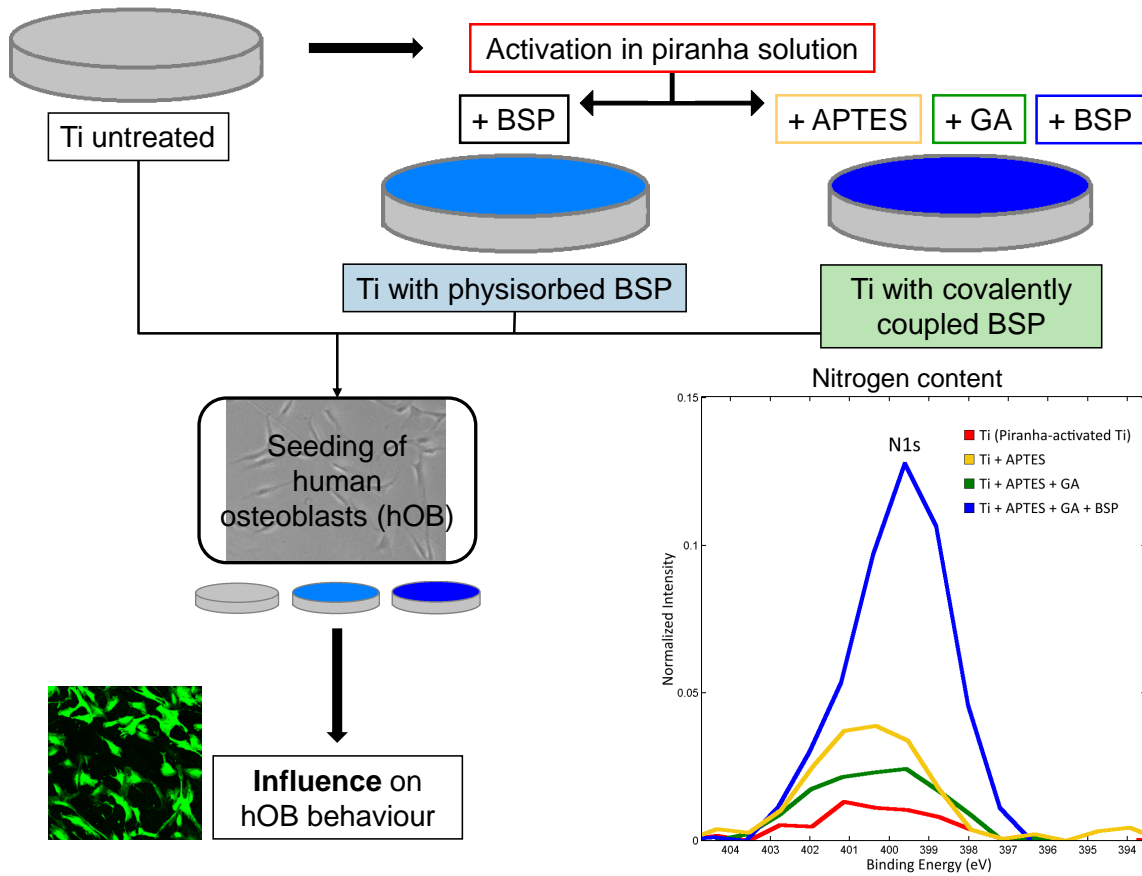 Activation in piranha solution
+ BSP
+ APTES
+ GA
+ BSP
Ti untreated
Ti with physisorbed BSP
Ti with covalently
coupled BSP
Seeding of
human
osteoblasts (hOB)
Influence on
hOB behaviour
Nitrogen content
0.15
0.1
0.05
0
Normalized Intensity
N1s
Ti (Piranha-activated Ti)
Ti + APTES
Ti + APTES + GA
Ti + APTES + GA + BSP
404 403 402 401 400 399 398 397 396 395 394
Binding Energy (eV)